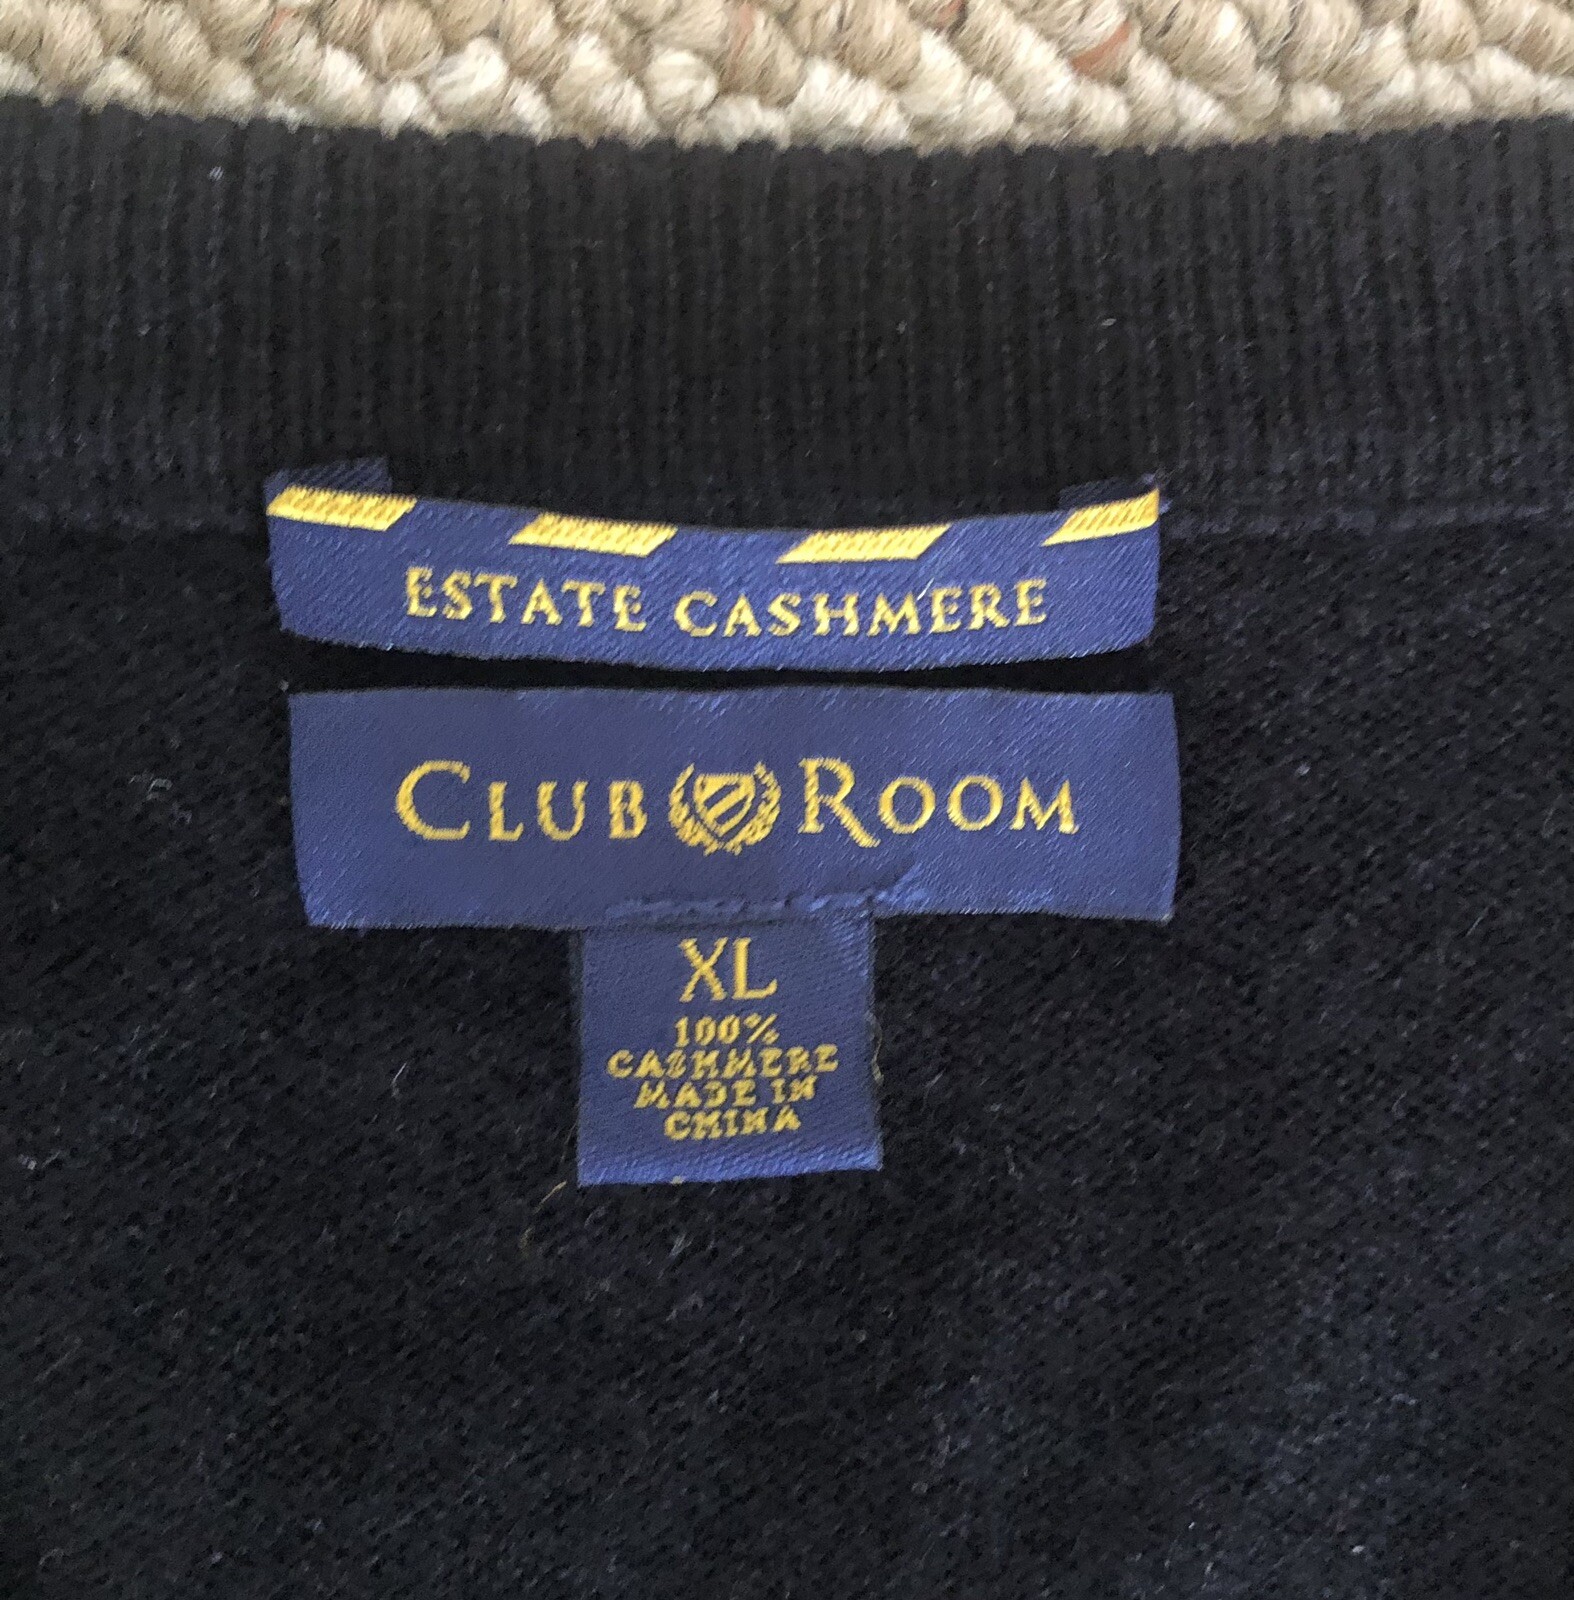 ESTATE CASHMERE
CLUB ROOM
XL
100%
CASHMERE
MADE IN
CHINA